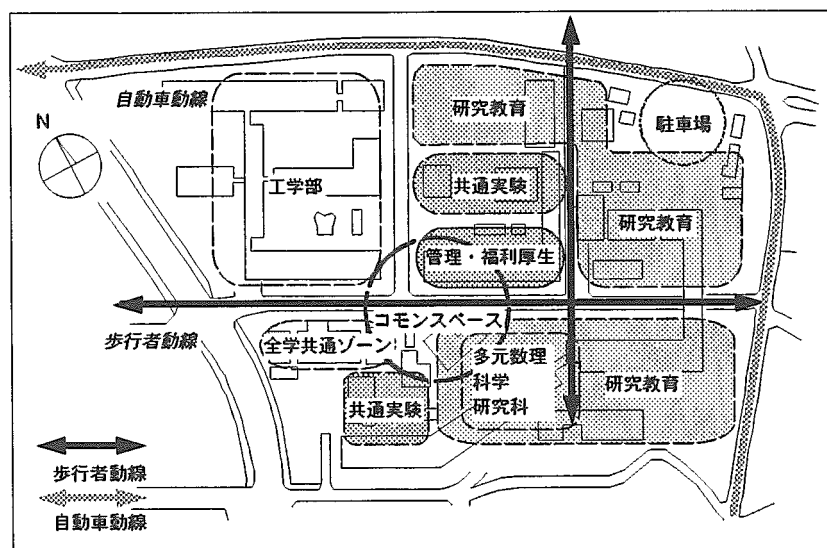 自動車動線
研究教育
駐車場
N
工学部
共通実験
研究教育
管理・福利厚生
コモンスペース
歩行者動線
全学共通ゾーン
多元数理
科学
研究科
研究教育
共通実験
歩行者動線
自動車動線